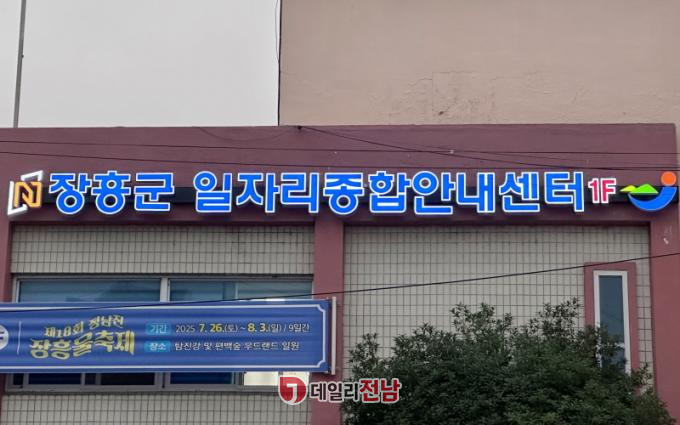 장흥군 일자리종합안내센터 1F
제18회 정남진
장흥물축제
기간 2025 7. 26.(토) ~ 8. 3.(일) / 9일간
장소 탐진강 및 편백숲 우드랜드 일원
데일리전남